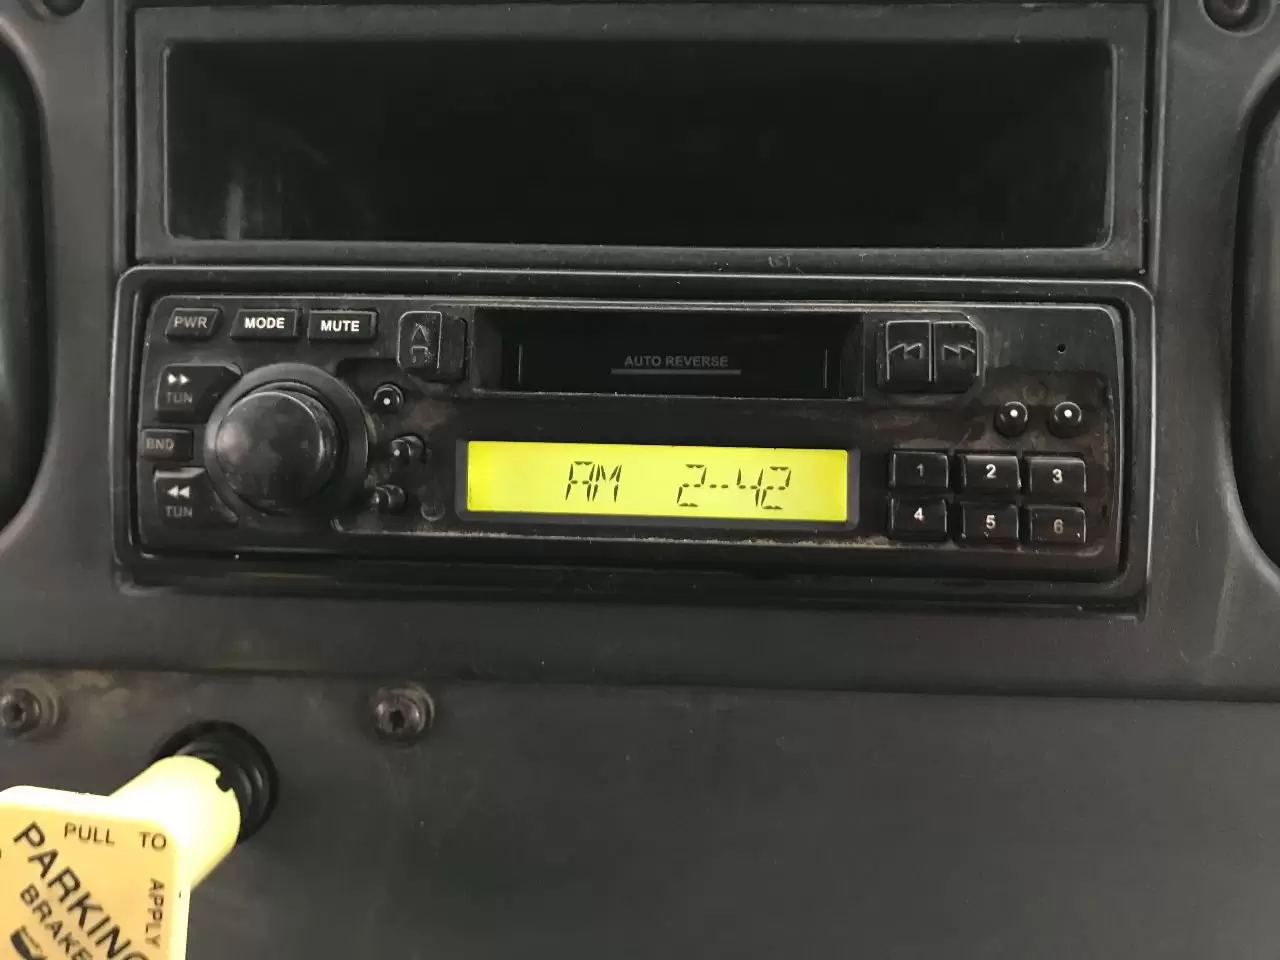 PWR MODE MUTE
AUTO REVERSE
TUN
BND
TUN
AM 2--42
1 2 3
4 5 6
PULL TO
APPLY
PARKING
BRAKE